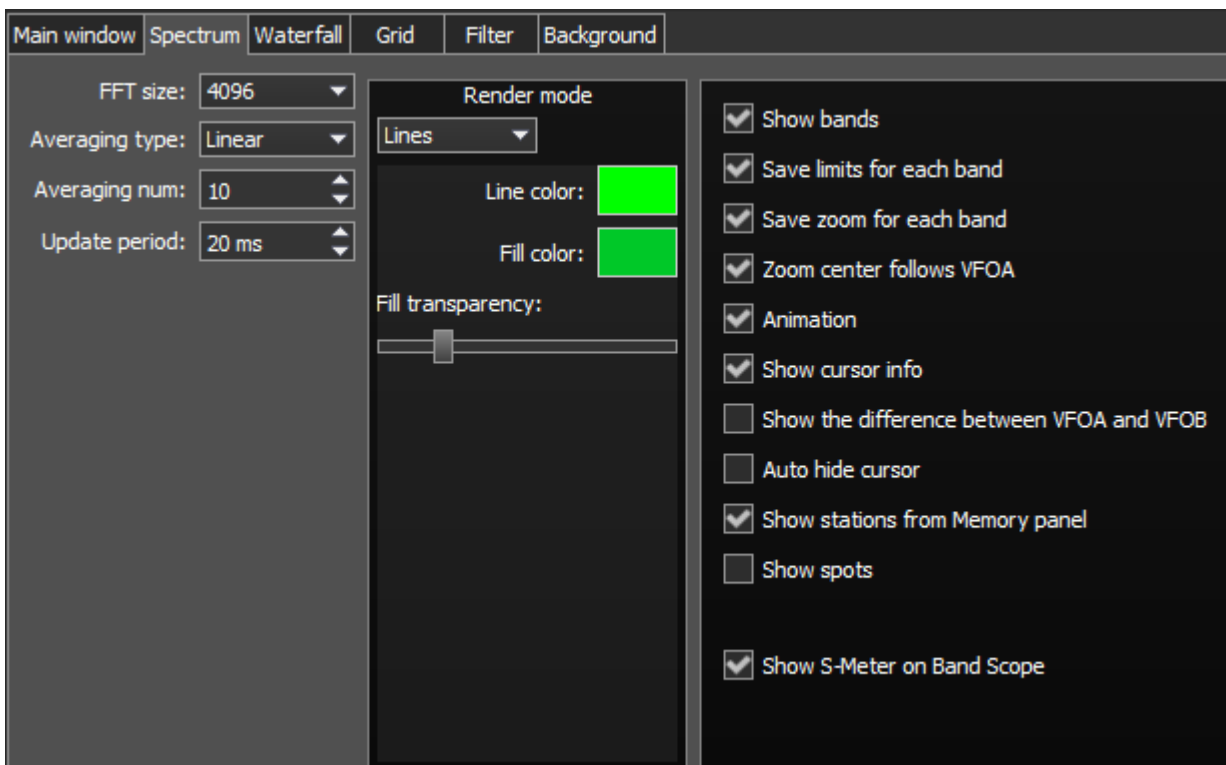 Main window Spectrum Waterfall Grid Filter Background
FFT size: 4096
Averaging type: Linear
Averaging num: 10
Update period: 20 ms
Render mode
Lines
Line color:
Fill color:
Fill transparency:
Show bands
Save limits for each band
Save zoom for each band
Zoom center follows VFOA
Animation
Show cursor info
Show the difference between VFOA and VFOB
Auto hide cursor
Show stations from Memory panel
Show spots
Show S-Meter on Band Scope